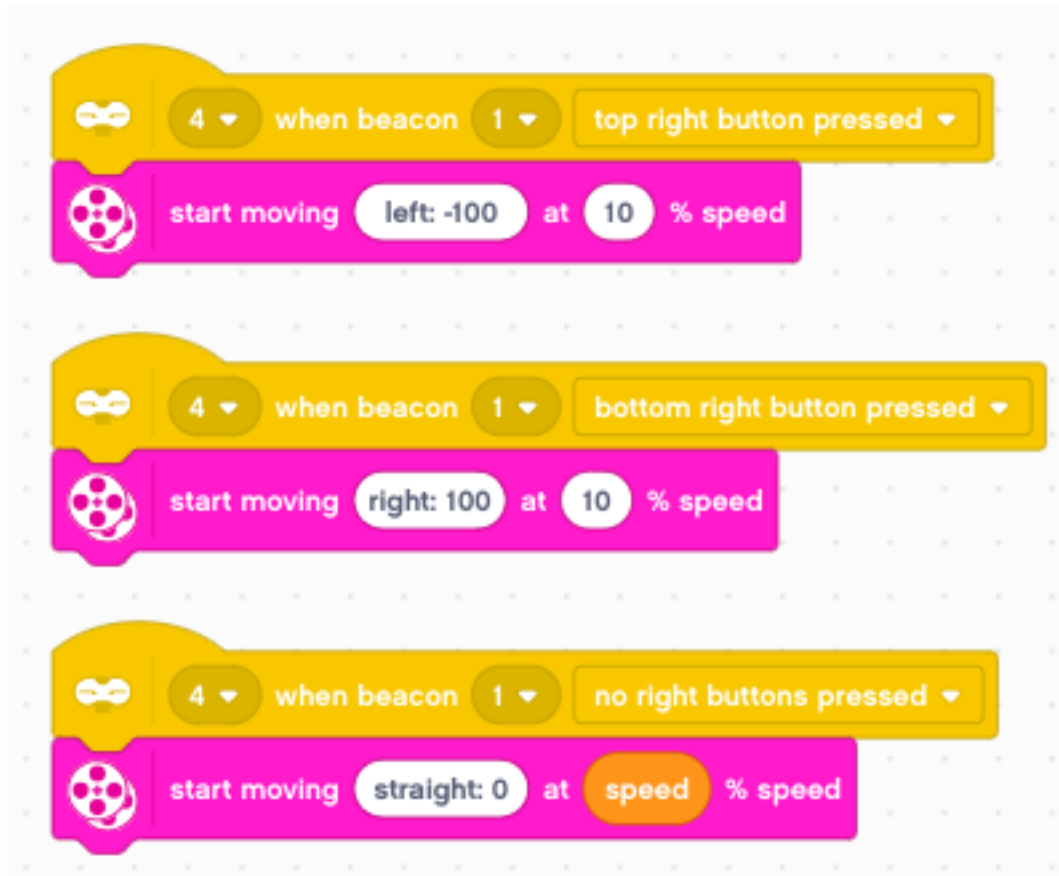 4 when beacon 1 top right button pressed
start moving left: -100 at 10 % speed
4 when beacon 1 bottom right button pressed
start moving right: 100 at 10 % speed
4 when beacon 1 no right buttons pressed
start moving straight: 0 at speed % speed